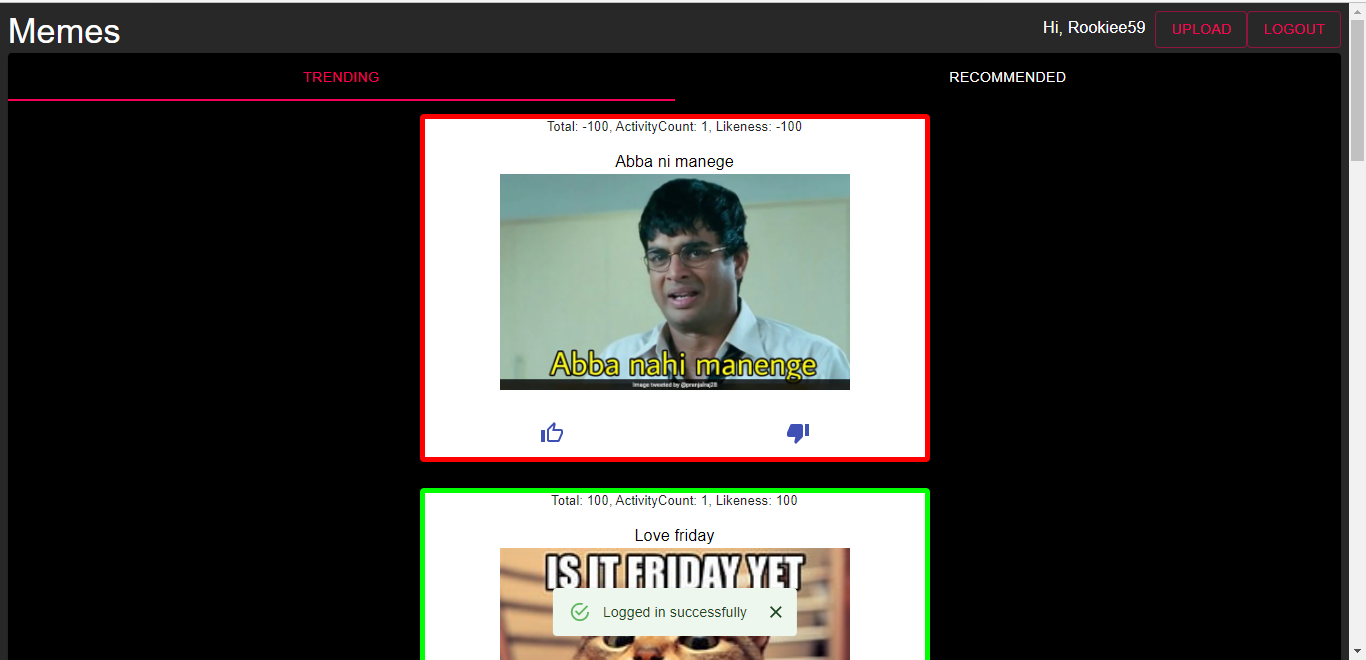 Memes
Hi, Rookiee59
UPLOAD
LOGOUT
TRENDING
RECOMMENDED
Total: -100, ActivityCount: 1, Likeness: -100
Abba ni manege
Abba nahi manenge
Image tweeted by @pranjalraj28
Total: 100, ActivityCount: 1, Likeness: 100
Love friday
IS IT FRIDAY YET
Logged in successfully